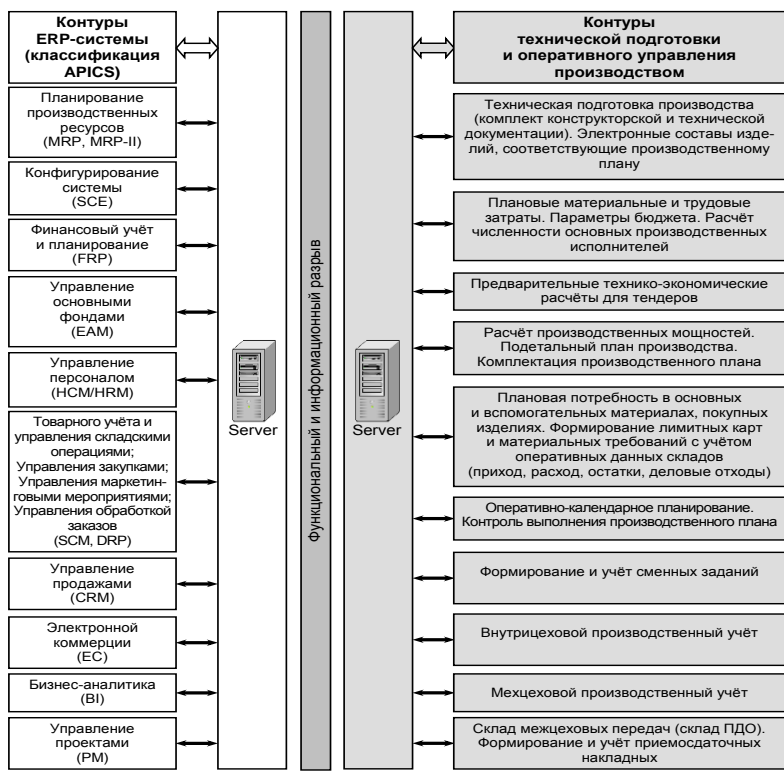 Контуры
ERP-системы
(классификация
APICS)
Планирование
производственных
ресурсов
(MRP, MRP-II)
Конфигурирование
системы
(SCE)
Финансовый учёт
и планирование
(FRP)
Управление
основными
фондами
(EAM)
Управление
персоналом
(HCM/HRM)
Товарного учёта и
управления складскими
операциями;
Управления закупками;
Управления маркетин-
говыми мероприятиями;
Управления обработкой
заказов
(SCM, DRP)
Управление
продажами
(CRM)
Электронной
коммерции
(EC)
Бизнес-аналитика
(BI)
Управление
проектами
(PM)
Server
Функциональный и информационный разрыв
Server
Контуры
технической подготовки
и оперативного управления
производством
Техническая подготовка производства
(комплект конструкторской и технической
документации). Электронные составы изде-
лий, соответствующие производственному
плану
Плановые материальные и трудовые
затраты. Параметры бюджета. Расчёт
численности основных производственных
исполнителей
Предварительные технико-экономические
расчёты для тендеров
Расчёт производственных мощностей.
Подетальный план производства.
Комплектация производственного плана
Плановая потребность в основных
и вспомогательных материалах, покупных
изделиях. Формирование лимитных карт
и материальных требований с учётом
оперативных данных складов
(приход, расход, остатки, деловые отходы)
Оперативно-календарное планирование.
Контроль выполнения производственного плана
Формирование и учёт сменных заданий
Внутрицеховой производственный учёт
Мехцеховой производственный учёт
Склад межцеховых передач (склад ПДО).
Формирование и учёт приемосдаточных
накладных